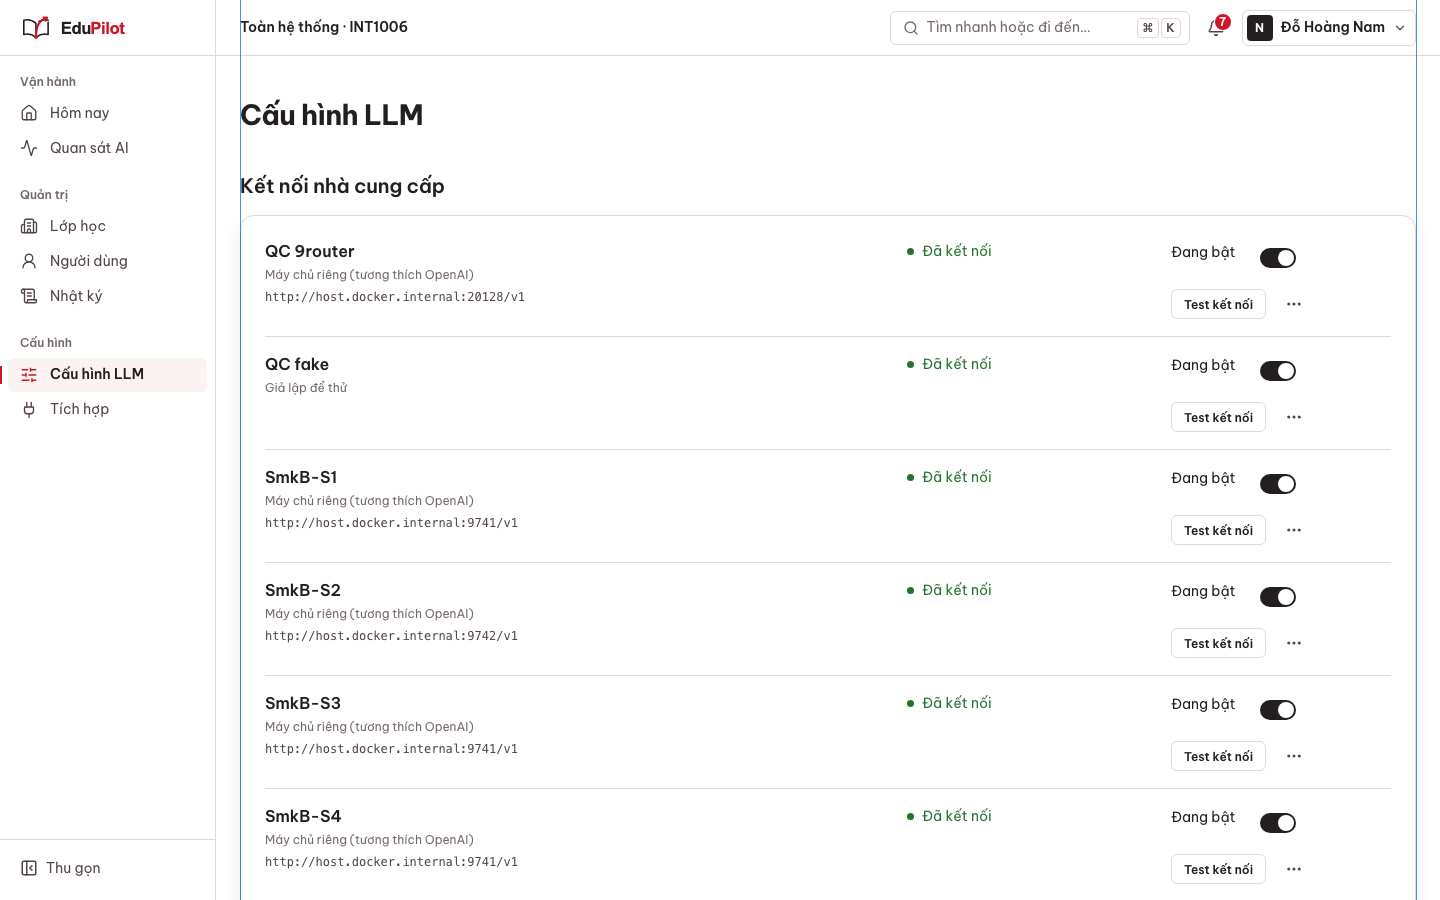 EduPilot
Toàn hệ thống · INT1006
Tìm nhanh hoặc đi đến...
⌘ K
7
N
Đỗ Hoàng Nam
Vận hành
Hôm nay
Quan sát AI
Quản trị
Lớp học
Người dùng
Nhật ký
Cấu hình
Cấu hình LLM
Tích hợp
Thu gọn
Cấu hình LLM
Kết nối nhà cung cấp
QC 9router
Máy chủ riêng (tương thích OpenAI)
http://host.docker.internal:20128/v1
Đã kết nối
Đang bật
Test kết nối
QC fake
Giả lập để thử
Đã kết nối
Đang bật
Test kết nối
SmkB-S1
Máy chủ riêng (tương thích OpenAI)
http://host.docker.internal:9741/v1
Đã kết nối
Đang bật
Test kết nối
SmkB-S2
Máy chủ riêng (tương thích OpenAI)
http://host.docker.internal:9742/v1
Đã kết nối
Đang bật
Test kết nối
SmkB-S3
Máy chủ riêng (tương thích OpenAI)
http://host.docker.internal:9741/v1
Đã kết nối
Đang bật
Test kết nối
SmkB-S4
Máy chủ riêng (tương thích OpenAI)
http://host.docker.internal:9741/v1
Đã kết nối
Đang bật
Test kết nối